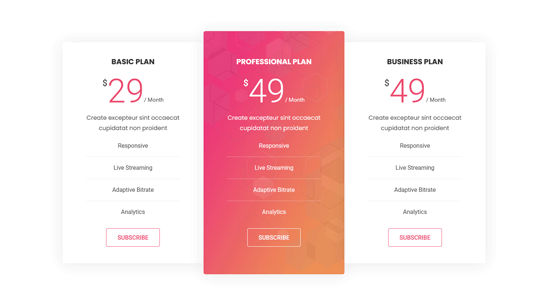 BASIC PLAN
$29 / Month
Create excepteur sint occaecat
cupidatat non proident
Responsive
Live Streaming
Adaptive Bitrate
Analytics
SUBSCRIBE
PROFESSIONAL PLAN
$49 / Month
Create excepteur sint occaecat
cupidatat non proident
Responsive
Live Streaming
Adaptive Bitrate
Analytics
SUBSCRIBE
BUSINESS PLAN
$49 / Month
Create excepteur sint occaecat
cupidatat non proident
Responsive
Live Streaming
Adaptive Bitrate
Analytics
SUBSCRIBE